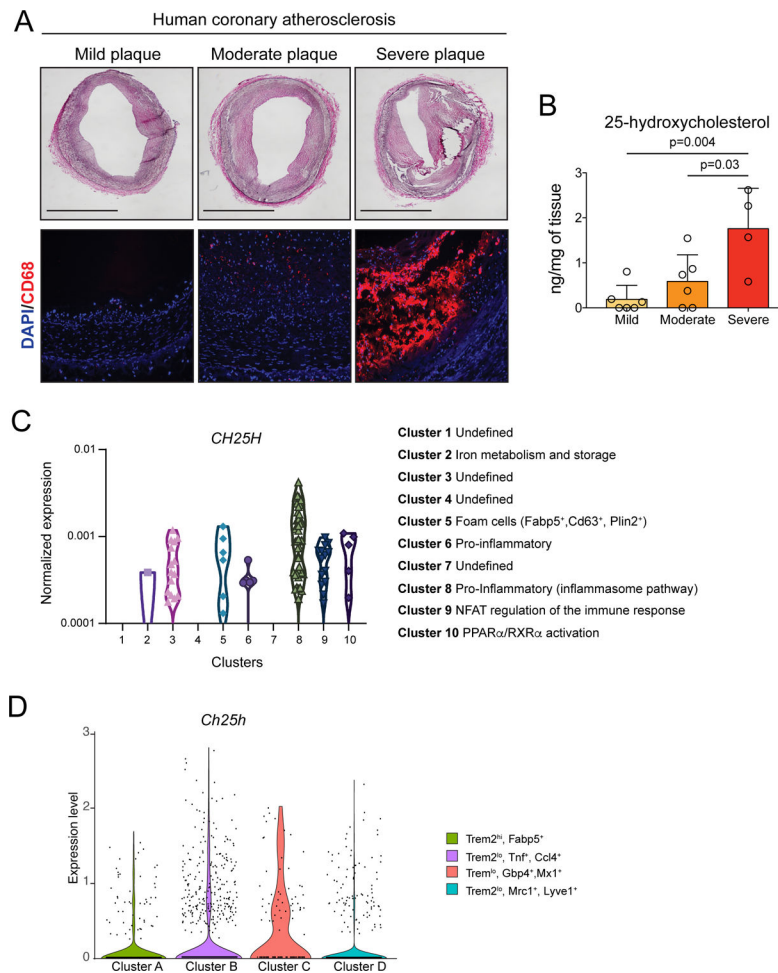 A
Human coronary atherosclerosis
Mild plaque
Moderate plaque
Severe plaque
DAPI/CD68
B
25-hydroxycholesterol
p=0.004
p=0.03
ng/mg of tissue
3
2
1
0
Mild
Moderate
Severe
C
CH25H
Normalized expression
0.01
0.001
0.0001
1 2 3 4 5 6 7 8 9 10
Clusters
Cluster 1 Undefined
Cluster 2 Iron metabolism and storage
Cluster 3 Undefined
Cluster 4 Undefined
Cluster 5 Foam cells (Fabp5⁺,Cd63⁺, Plin2⁺)
Cluster 6 Pro-inflammatory
Cluster 7 Undefined
Cluster 8 Pro-Inflammatory (inflammasome pathway)
Cluster 9 NFAT regulation of the immune response
Cluster 10 PPARα/RXRα activation
D
Ch25h
Expression level
3
2
1
0
Cluster A
Cluster B
Cluster C
Cluster D
Trem2ʰⁱ, Fabp5⁺
Trem2ˡᵒ, Tnf⁺, Ccl4⁺
Tremˡᵒ, Gbp4⁺,Mx1⁺
Trem2ˡᵒ, Mrc1⁺, Lyve1⁺